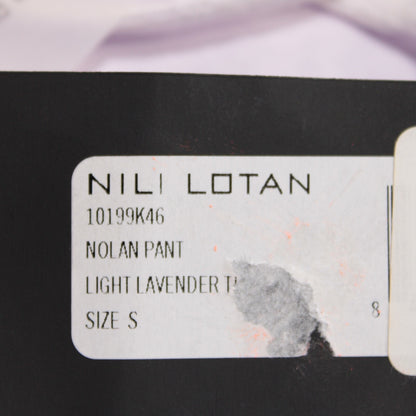 NILI LOTAN
10199K46
NOLAN PANT
LIGHT LAVENDER
SIZE S
8